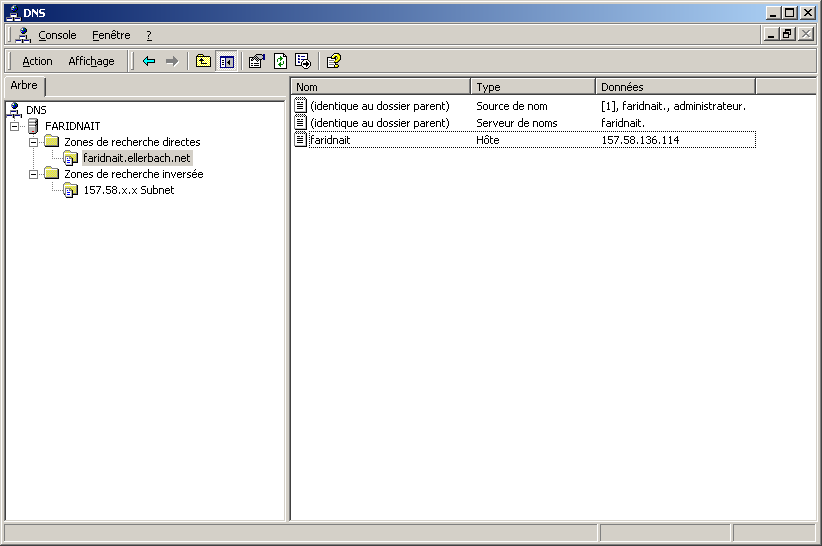 DNS
Console Fenêtre ?
Action Affichage
Arbre
DNS
FARIDNAIT
Zones de recherche directes
faridnait.ellerbach.net
Zones de recherche inversée
157.58.x.x Subnet
Nom Type Données
(identique au dossier parent) Source de nom [1], faridnait., administrateur.
(identique au dossier parent) Serveur de noms faridnait.
faridnait Hôte 157.58.136.114